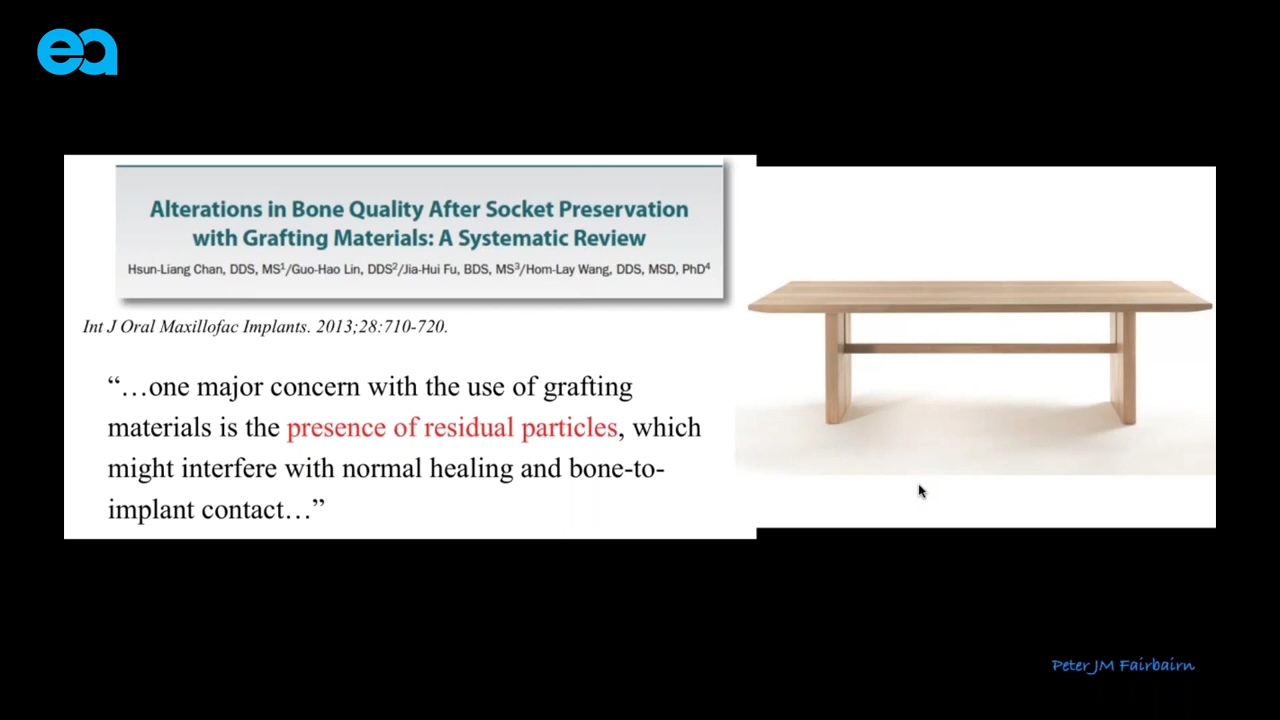 ea
Alterations in Bone Quality After Socket Preservation
with Grafting Materials: A Systematic Review
Hsun-Liang Chan, DDS, MS¹/Guo-Hao Lin, DDS²/Jia-Hui Fu, BDS, MS³/Hom-Lay Wang, DDS, MSD, PhD⁴
Int J Oral Maxillofac Implants. 2013;28:710-720.
“…one major concern with the use of grafting
materials is the presence of residual particles, which
might interfere with normal healing and bone-to-
implant contact…”
Peter JM Fairbairn